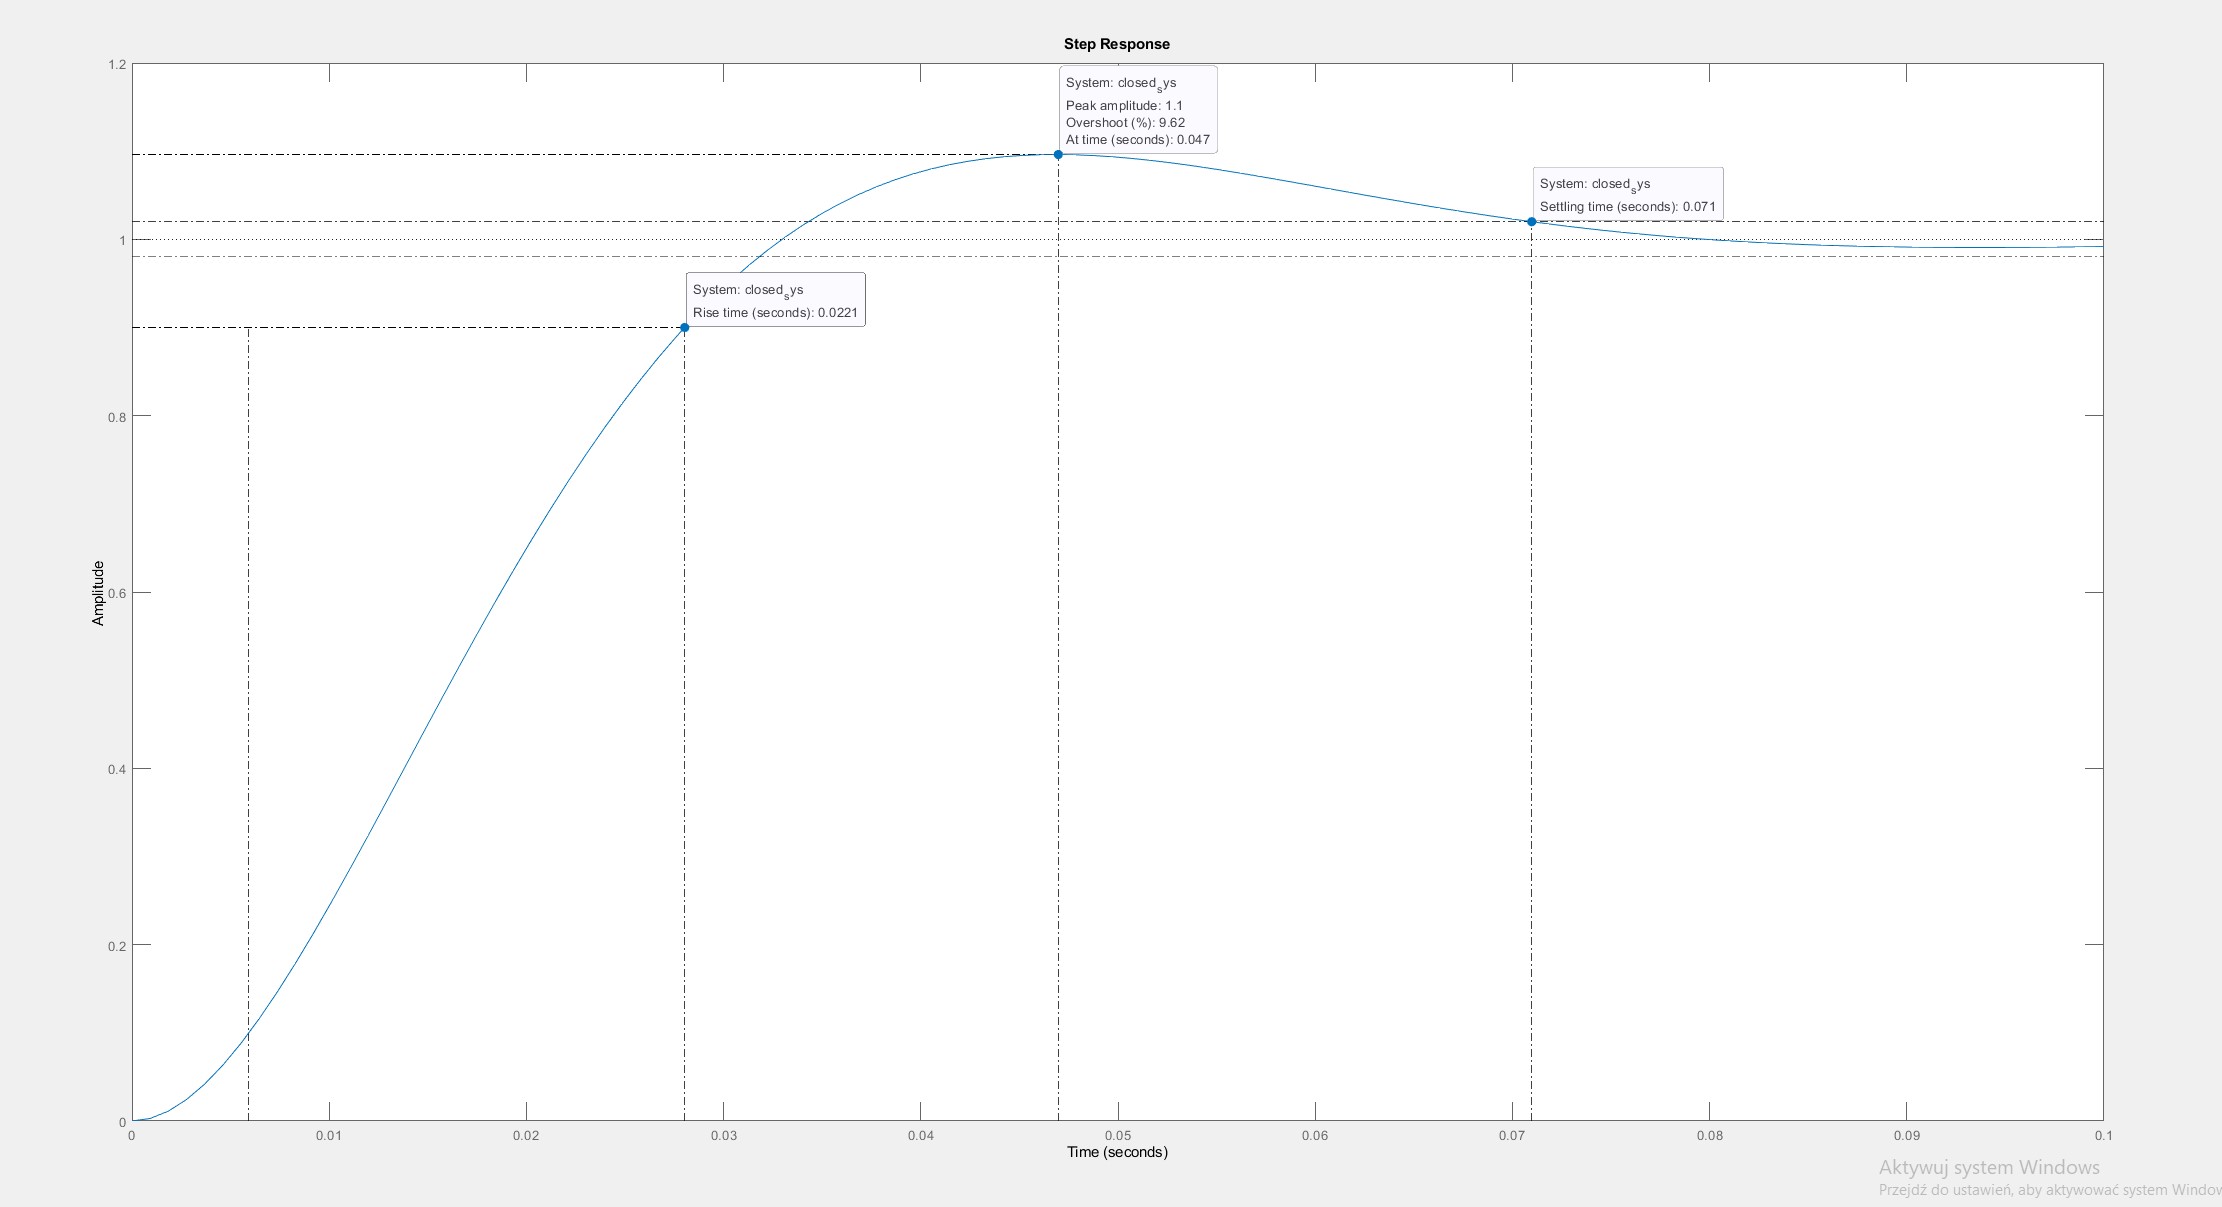 Step Response
1.2
System: closed_sys
Peak amplitude: 1.1
Overshoot (%): 9.62
At time (seconds): 0.047
System: closed_sys
Settling time (seconds): 0.071
1
System: closed_sys
Rise time (seconds): 0.0221
0.8
Amplitude
0.6
0.4
0.2
0
0 0.01 0.02 0.03 0.04 0.05 0.06 0.07 0.08 0.09 0.1
Time (seconds)
Aktywuj system Windows
Przejdź do ustawień, aby aktywować system Window